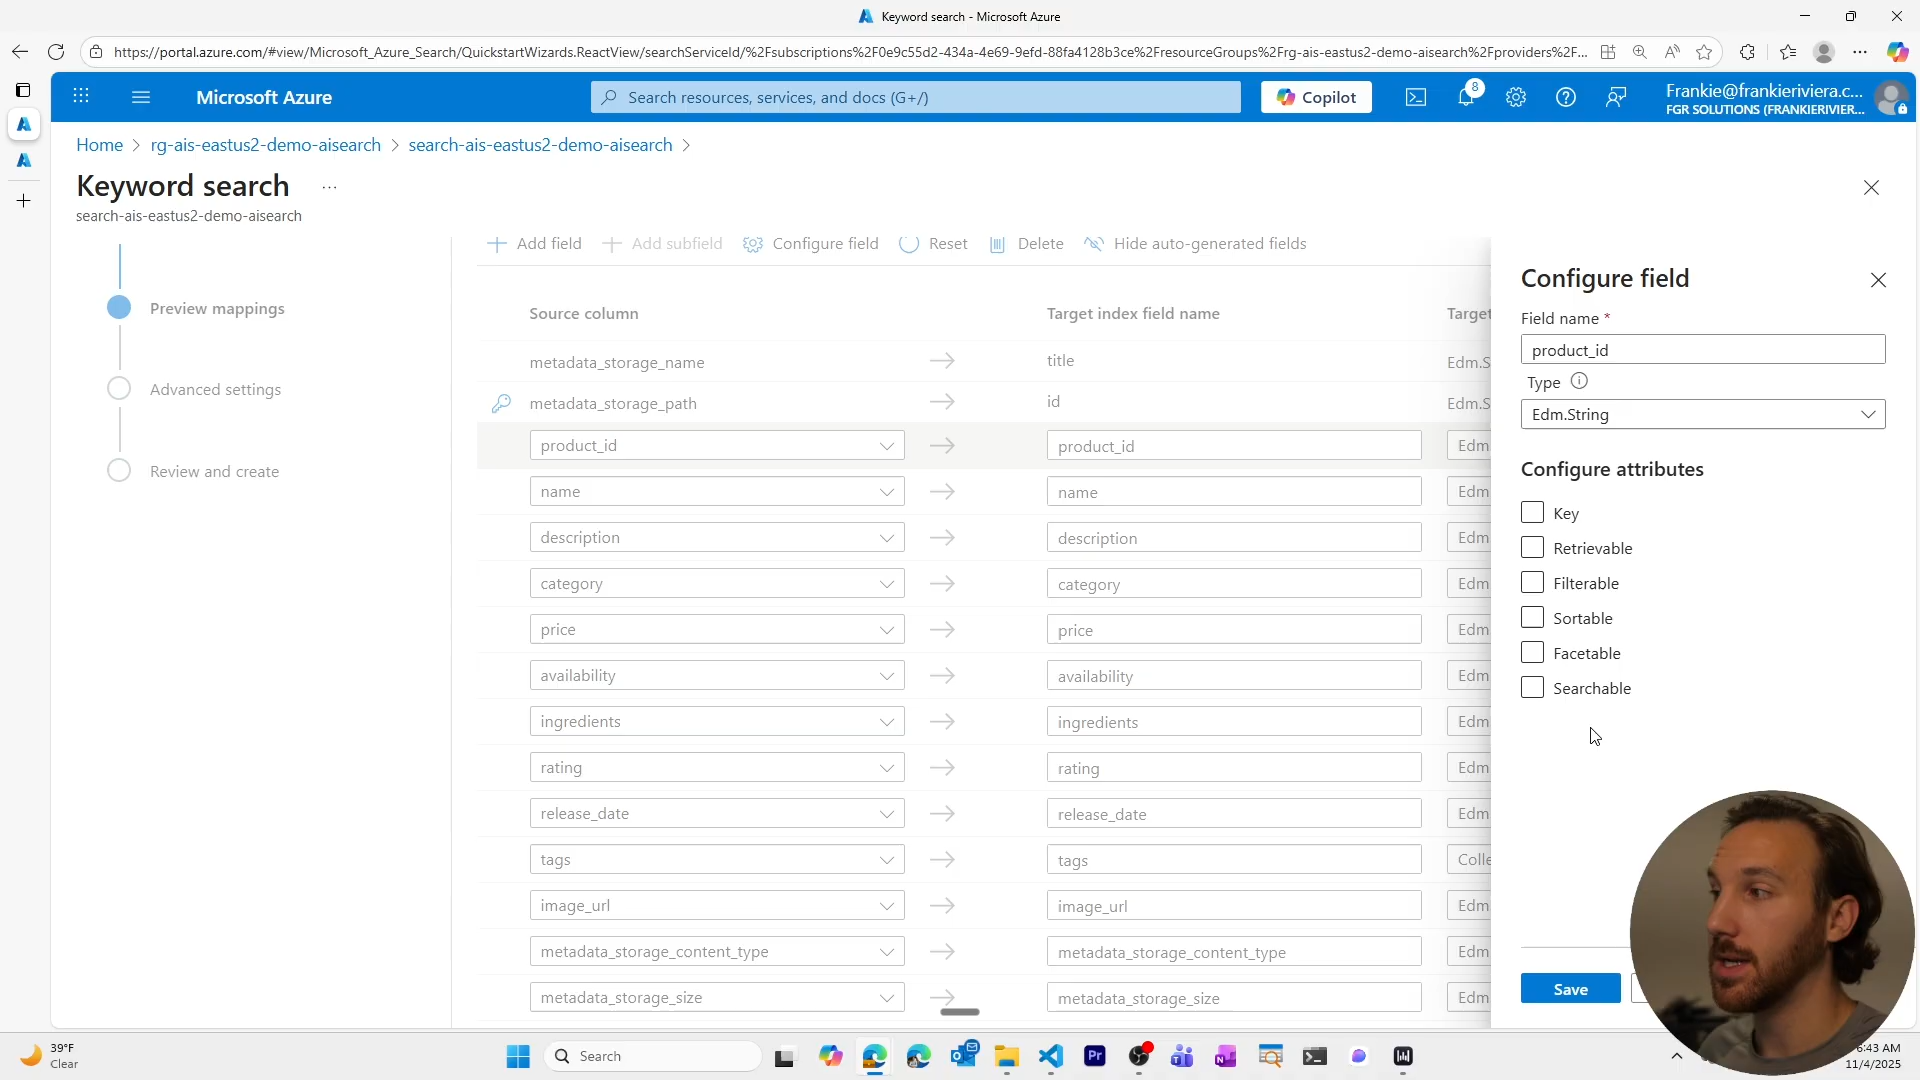 Keyword search - Microsoft Azure
https://portal.azure.com/#view/Microsoft_Azure_Search/QuickstartWizards.ReactView/searchServiceId/%2Fsubscriptions%2F0e9c55d2-434a-4e69-9efd-88fa4128b3ce%2FresourceGroups%2Frg-ais-eastus2-demo-aisearch%2Fproviders%2F...
Microsoft Azure
Search resources, services, and docs (G+/)
Copilot
8
Frankie@frankieriviera.c...
FGR SOLUTIONS (FRANKIERIVIER...
Home > rg-ais-eastus2-demo-aisearch > search-ais-eastus2-demo-aisearch >
Keyword search ...
search-ais-eastus2-demo-aisearch
Preview mappings
Advanced settings
Review and create
Add field
Add subfield
Configure field
Reset
Delete
Hide auto-generated fields
Source column
Target index field name
Target
metadata_storage_name
title
Edm.S
metadata_storage_path
id
Edm.S
product_id
product_id
Edm
name
name
Edm
description
description
Edm
category
category
Edm
price
price
Edm
availability
availability
Edm
ingredients
ingredients
Edm
rating
rating
Edm
release_date
release_date
Edm
tags
tags
Colle
image_url
image_url
Edm
metadata_storage_content_type
metadata_storage_content_type
Edm
metadata_storage_size
metadata_storage_size
Edm
Configure field
Field name *
product_id
Type
Edm.String
Configure attributes
Key
Retrievable
Filterable
Sortable
Facetable
Searchable
Save
39°F
Clear
Search
Pr
6:43 AM
11/4/2025